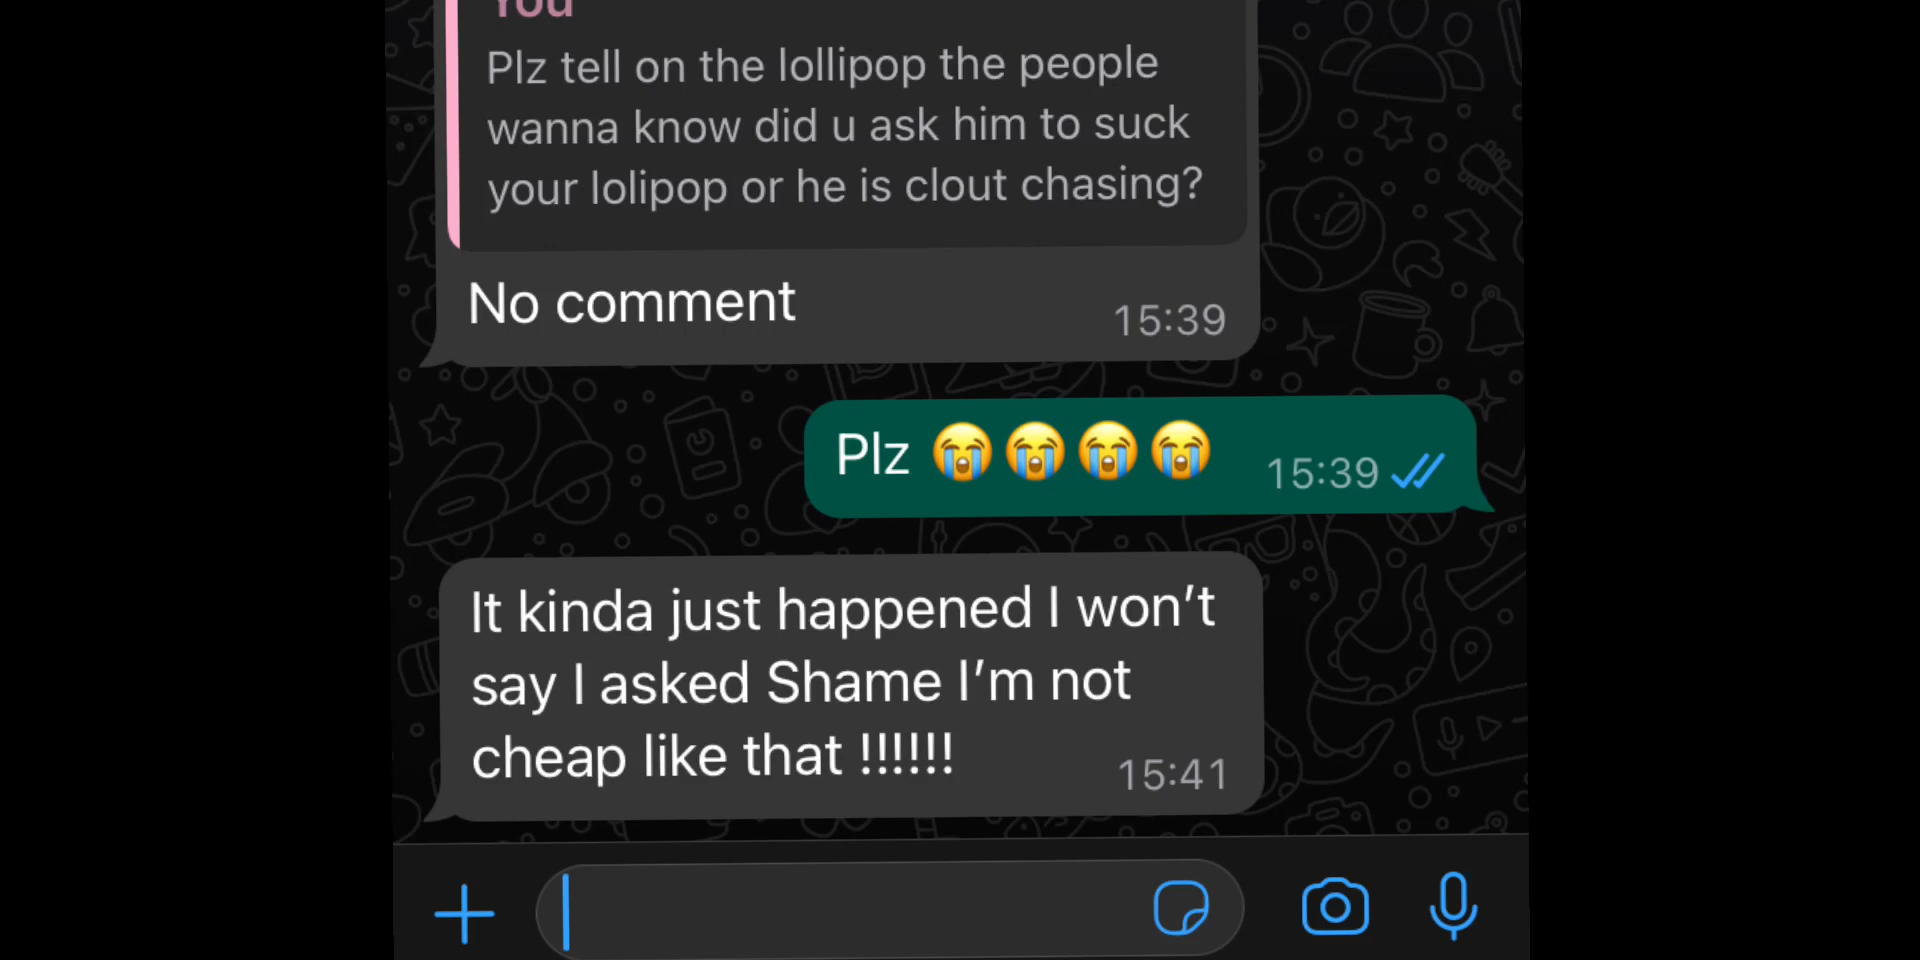 You
Plz tell on the lollipop the people
wanna know did u ask him to suck
your lolipop or he is clout chasing?
No comment
15:39
Plz 😭😭😭😭
15:39
It kinda just happened I won’t
say I asked Shame I’m not
cheap like that !!!!!!
15:41